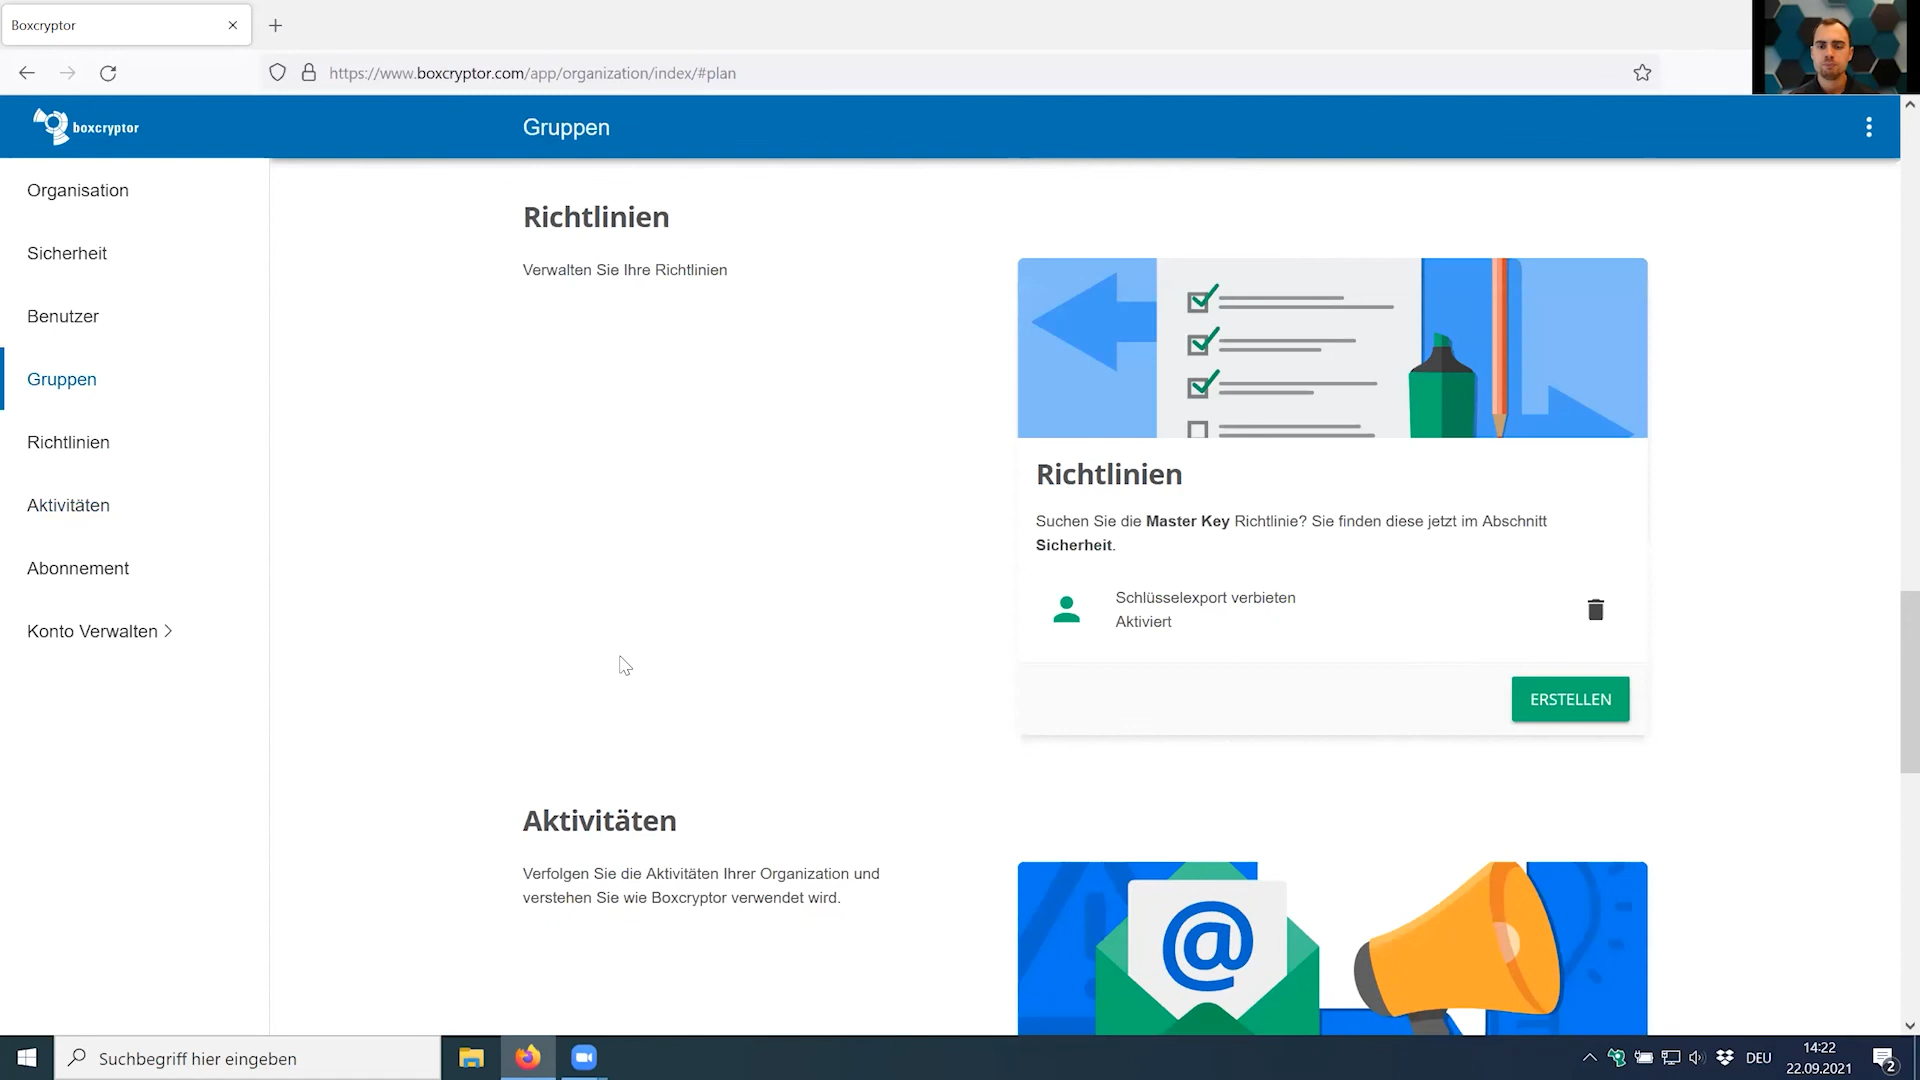 Boxcryptor
https://www.boxcryptor.com/app/organization/index/#plan
boxcryptor
Gruppen
Organisation
Sicherheit
Benutzer
Gruppen
Richtlinien
Aktivitäten
Abonnement
Konto Verwalten
Richtlinien
Verwalten Sie Ihre Richtlinien
Richtlinien
Suchen Sie die Master Key Richtlinie? Sie finden diese jetzt im Abschnitt
Sicherheit.
Schlüsselexport verbieten
Aktiviert
ERSTELLEN
Aktivitäten
Verfolgen Sie die Aktivitäten Ihrer Organization und
verstehen Sie wie Boxcryptor verwendet wird.
@
Suchbegriff hier eingeben
DEU
14:22
22.09.2021
2